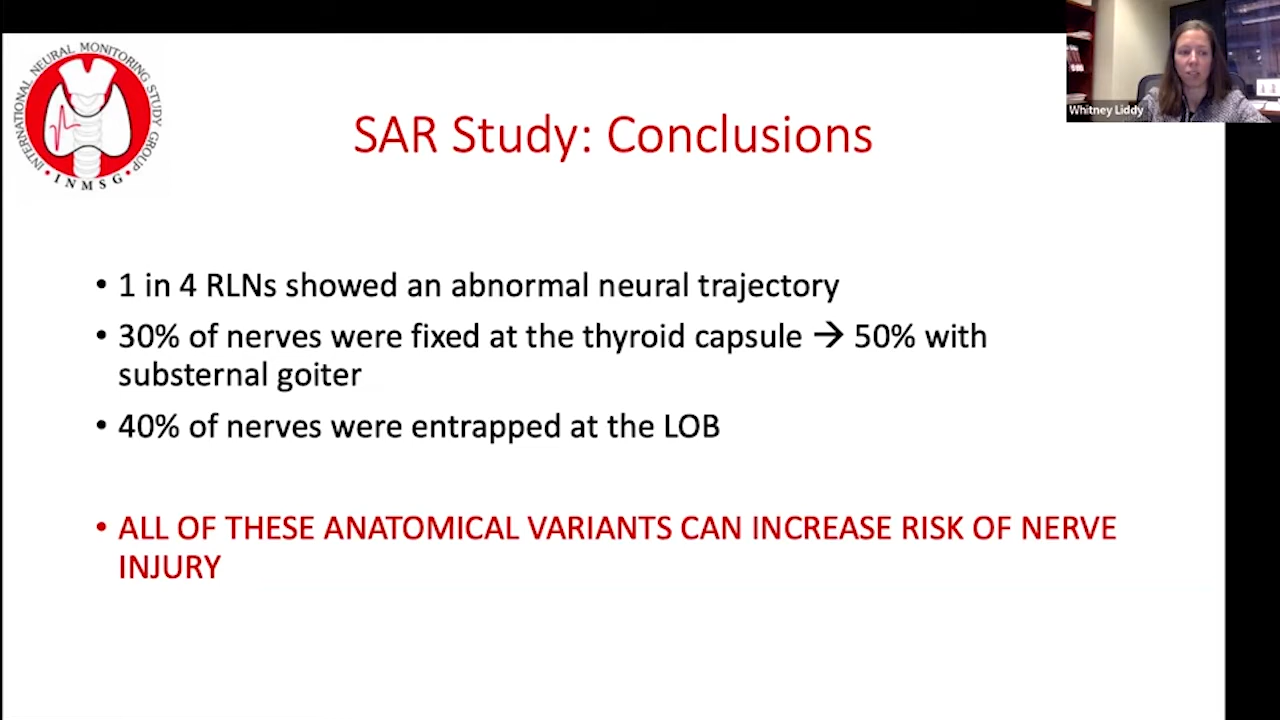 INTERNATIONAL NEURAL MONITORING STUDY GROUP
• INMSG •
Whitney Liddy
SAR Study: Conclusions
• 1 in 4 RLNs showed an abnormal neural trajectory
• 30% of nerves were fixed at the thyroid capsule → 50% with
substernal goiter
• 40% of nerves were entrapped at the LOB
• ALL OF THESE ANATOMICAL VARIANTS CAN INCREASE RISK OF NERVE
INJURY